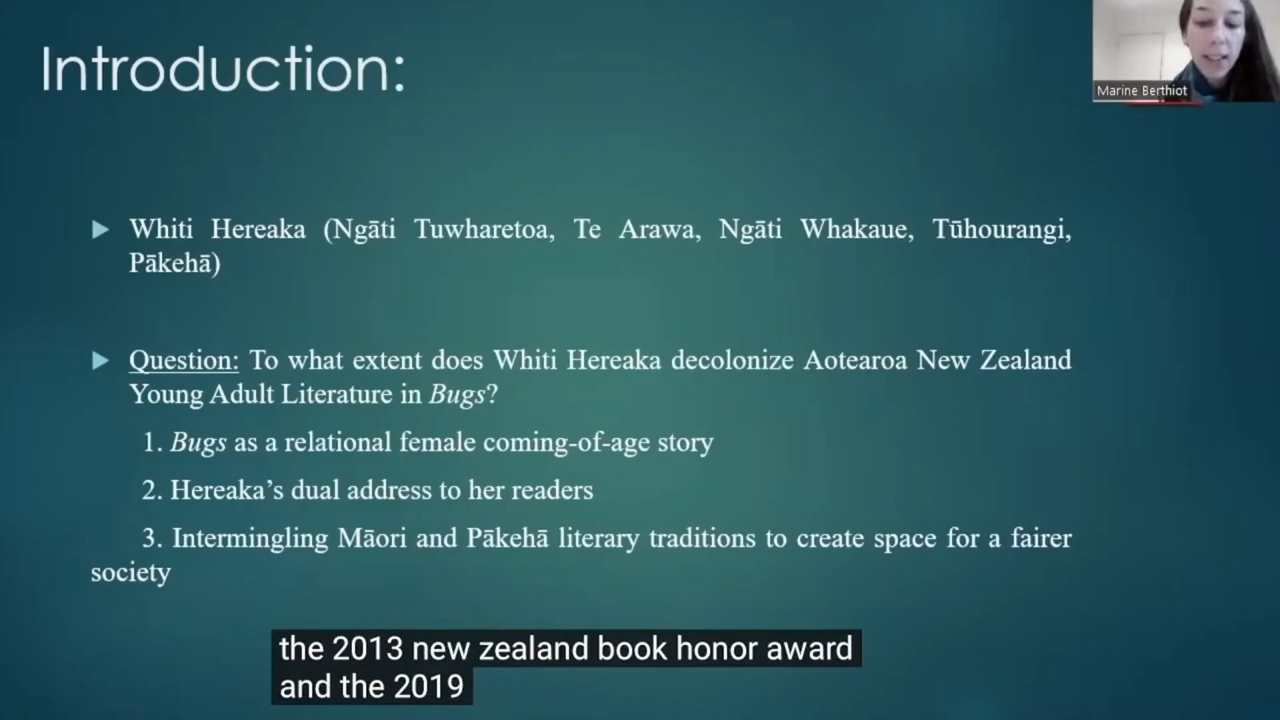 Introduction:
Marine Berthiot
Whiti Hereaka (Ngāti Tuwharetoa, Te Arawa, Ngāti Whakaue, Tūhourangi,
Pākehā)
Question: To what extent does Whiti Hereaka decolonize Aotearoa New Zealand
Young Adult Literature in Bugs?
1. Bugs as a relational female coming-of-age story
2. Hereaka’s dual address to her readers
3. Intermingling Māori and Pākehā literary traditions to create space for a fairer
society
the 2013 new zealand book honor award
and the 2019